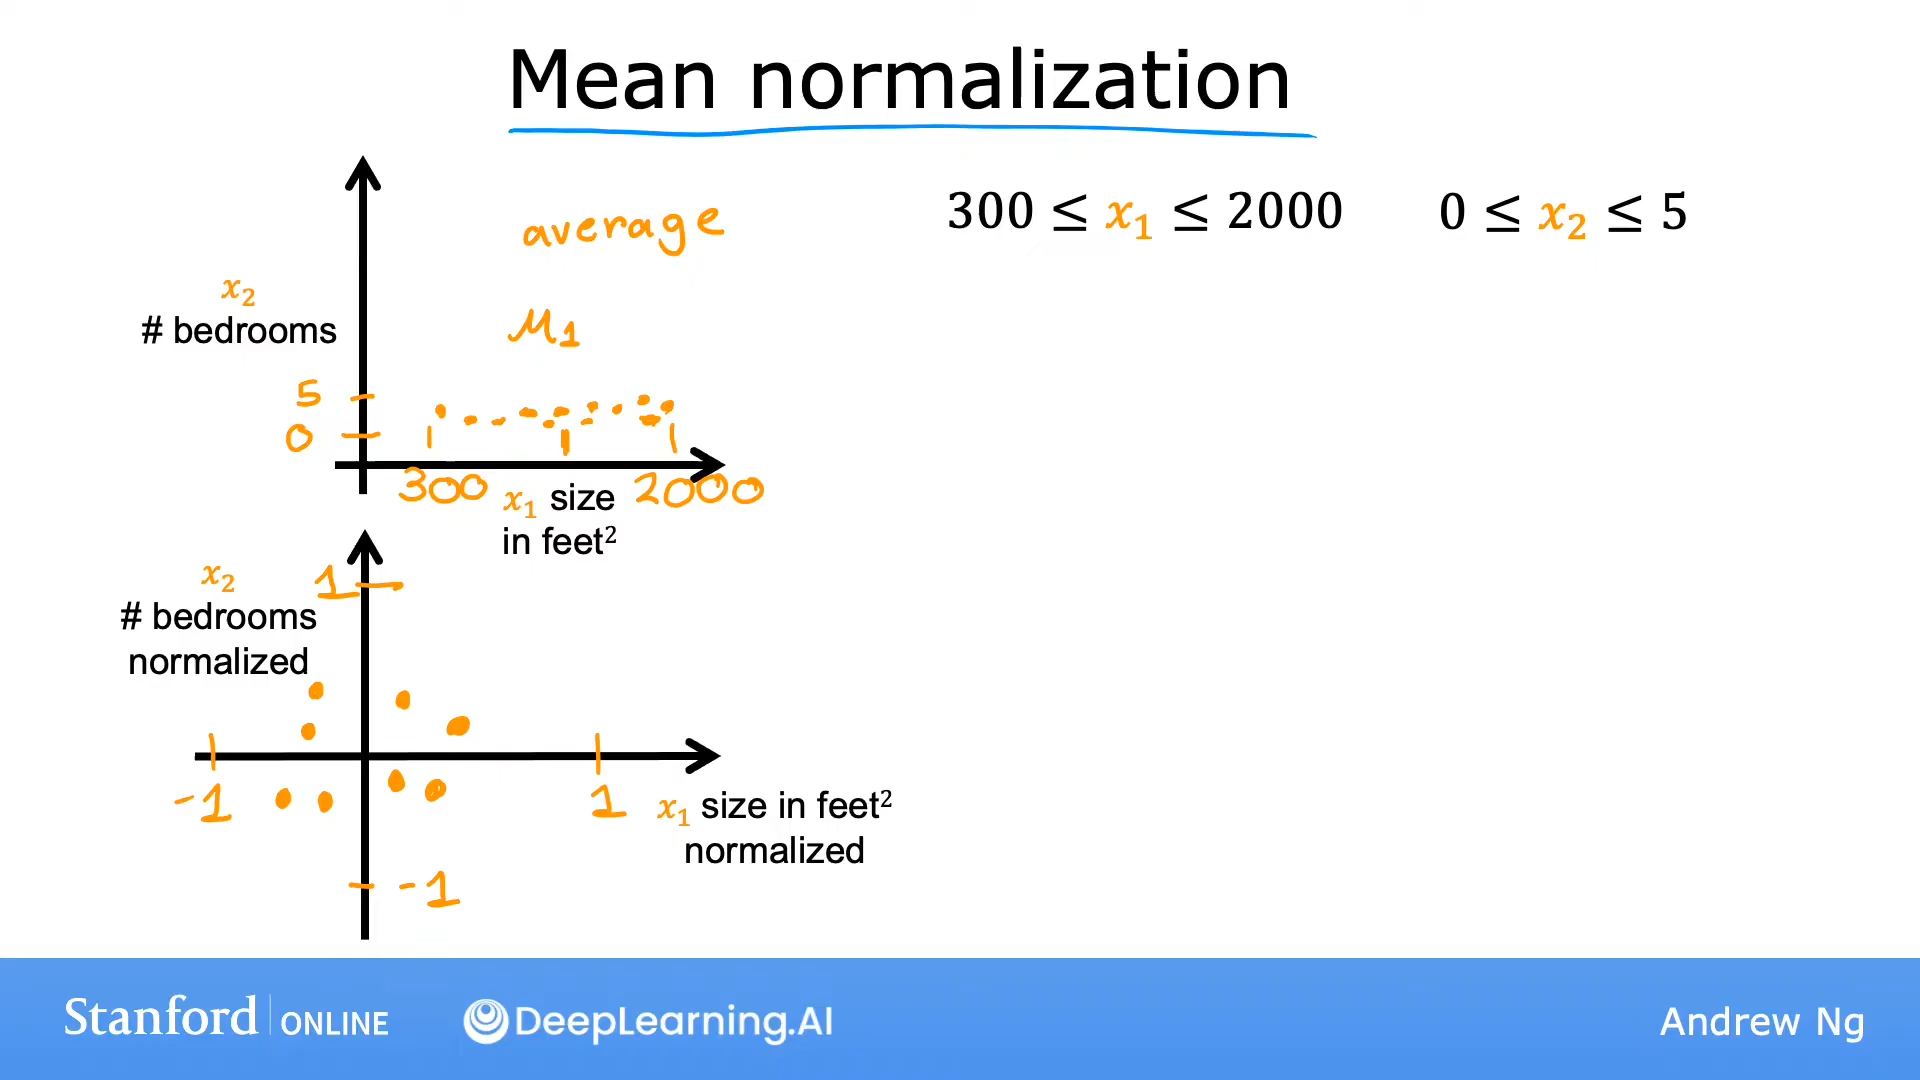 Mean normalization
average
300 ≤ x₁ ≤ 2000
0 ≤ x₂ ≤ 5
x₂
# bedrooms
μ₁
5
0
300
x₁ size
in feet²
2000
x₂
# bedrooms
normalized
1
-1
1
x₁ size in feet²
normalized
-1
Stanford | ONLINE
DeepLearning.AI
Andrew Ng